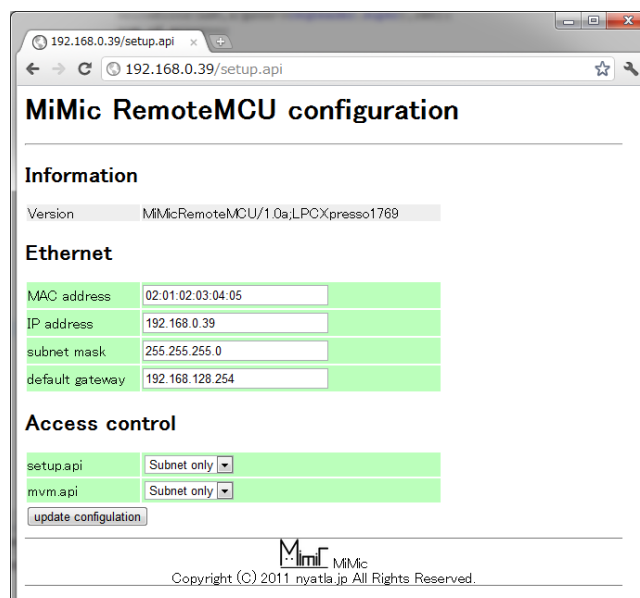 192.168.0.39/setup.api
192.168.0.39/setup.api
MiMic RemoteMCU configuration
Information
Version MiMicRemoteMCU/1.0a;LPCXpresso1769
Ethernet
MAC address 02:01:02:03:04:05
IP address 192.168.0.39
subnet mask 255.255.255.0
default gateway 192.168.128.254
Access control
setup.api Subnet only
mvm.api Subnet only
update configulation
MimiC MiMic
Copyright (C) 2011 nyatla.jp All Rights Reserved.